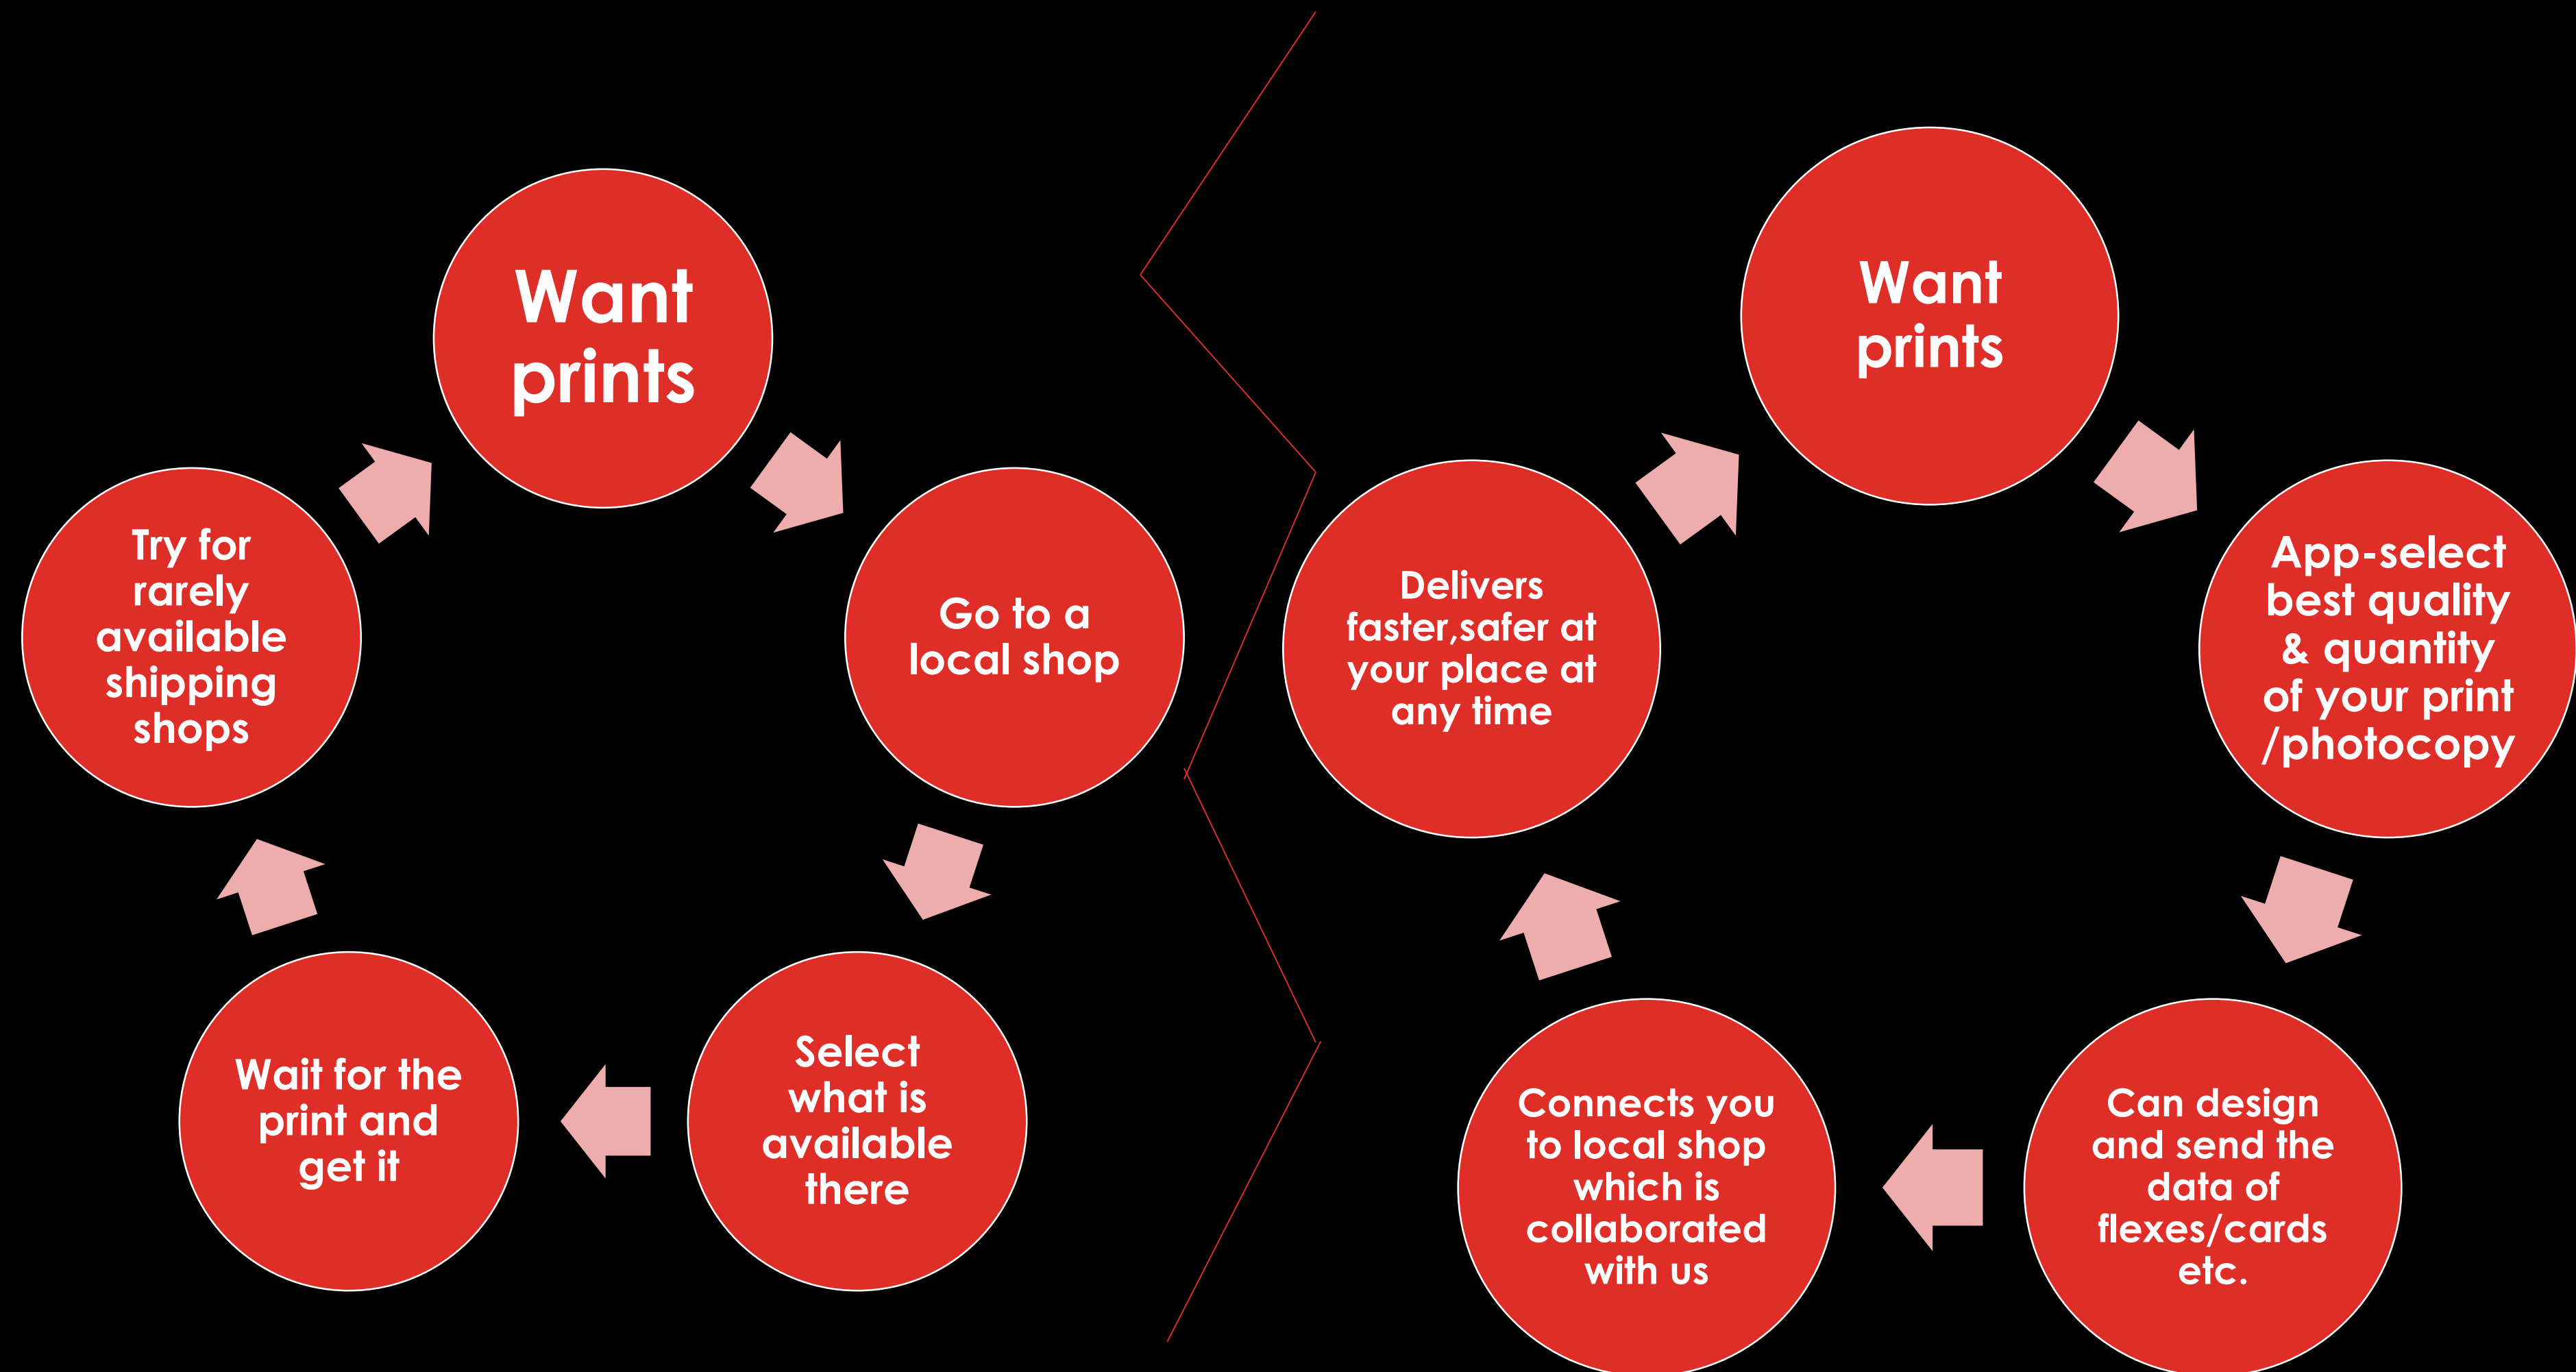 Want
prints
Go to a
local shop
Select
what is
available
there
Wait for the
print and
get it
Try for
rarely
available
shipping
shops
Want
prints
App-select
best quality
& quantity
of your print
/photocopy
Can design
and send the
data of
flexes/cards
etc.
Connects you
to local shop
which is
collaborated
with us
Delivers
faster,safer at
your place at
any time